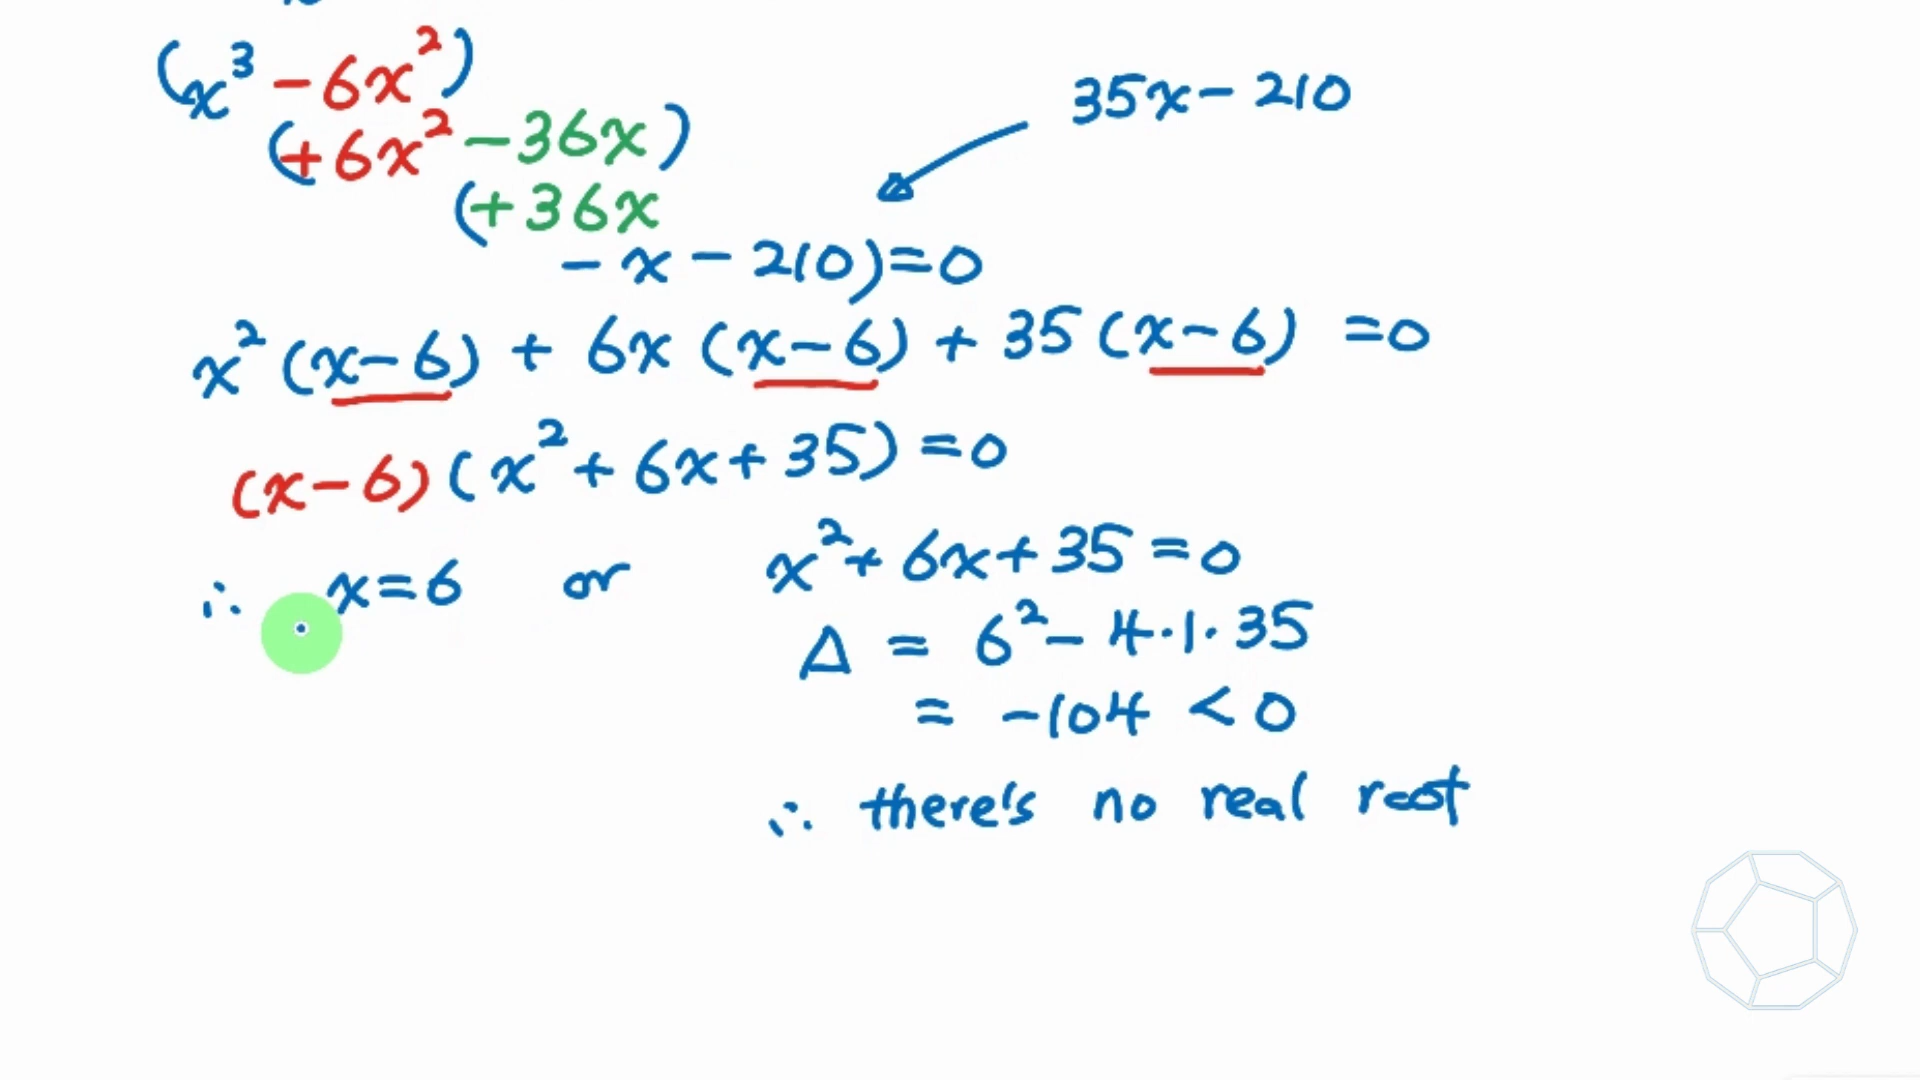 (x³ - 6x²)
(+6x² - 36x)
(+36x
35x - 210
- x - 210) = 0
x² (x - 6) + 6x (x - 6) + 35 (x - 6) = 0
(x - 6) (x² + 6x + 35) = 0
∴ x = 6 or x² + 6x + 35 = 0
Δ = 6² - 4·1·35
= -104 < 0
∴ there's no real root